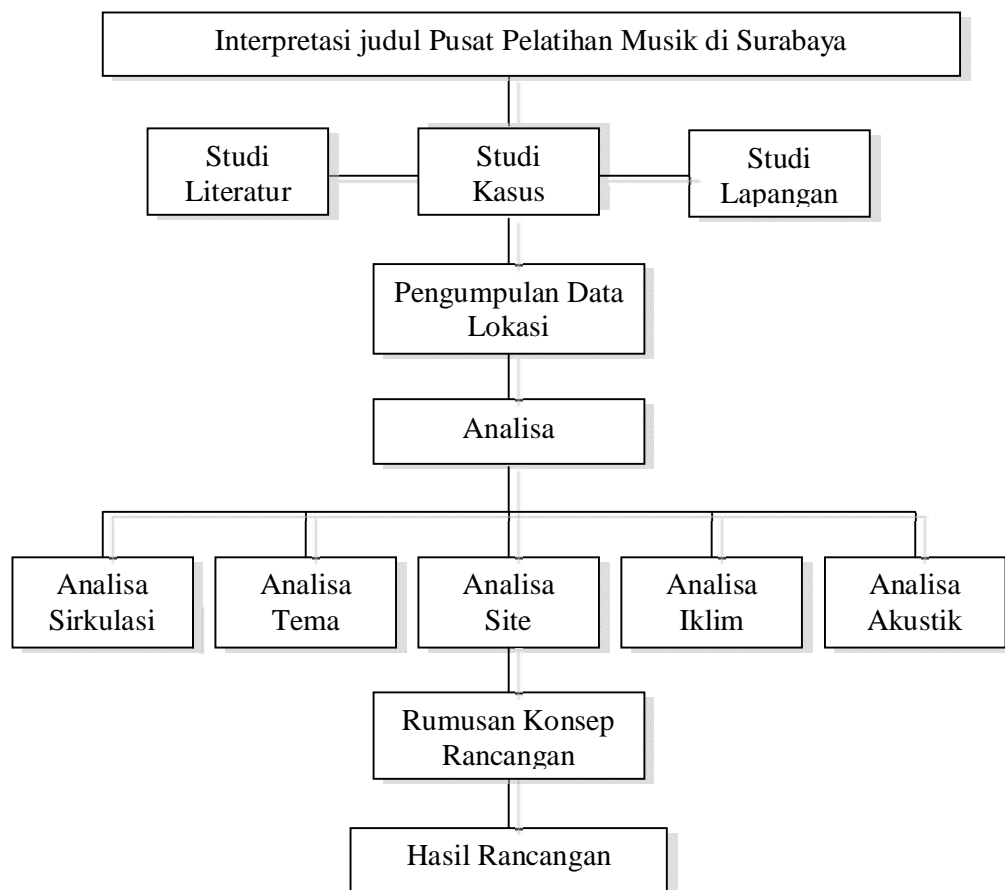 Interpretasi judul Pusat Pelatihan Musik di Surabaya
Studi
Literatur
Studi
Kasus
Studi
Lapangan
Pengumpulan Data
Lokasi
Analisa
Analisa
Sirkulasi
Analisa
Tema
Analisa
Site
Analisa
Iklim
Analisa
Akustik
Rumusan Konsep
Rancangan
Hasil Rancangan